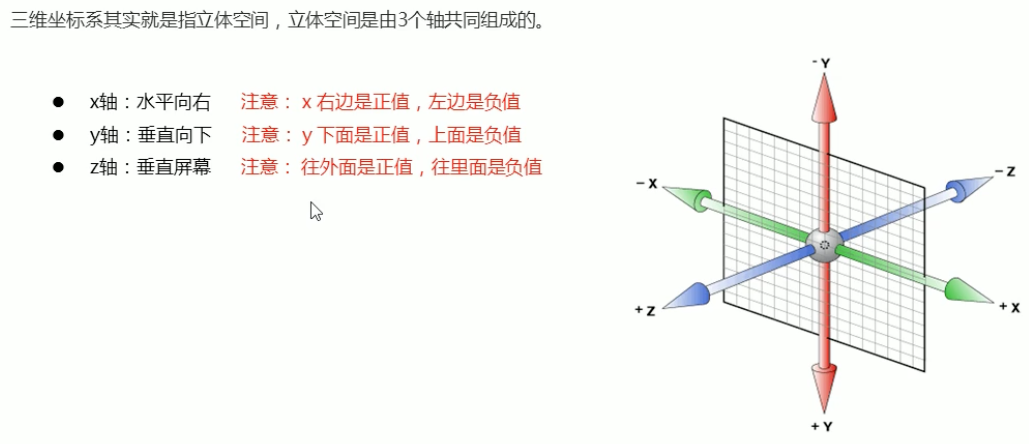 三维坐标系其实就是指立体空间，立体空间是由3个轴共同组成的。
● x轴：水平向右 注意： x 右边是正值，左边是负值
● y轴：垂直向下 注意： y 下面是正值，上面是负值
● z轴：垂直屏幕 注意： 往外面是正值，往里面是负值
- Y
- Z
- X
+ Z
+ X
+ Y